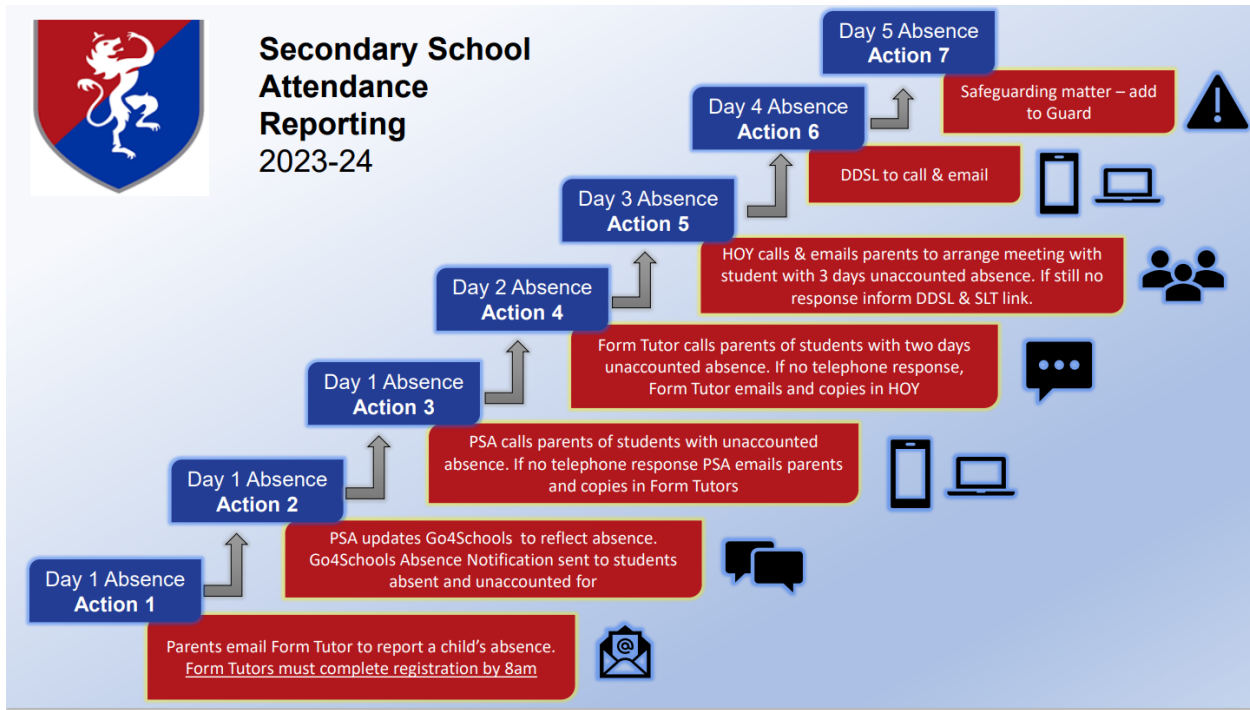 Secondary School
Attendance
Reporting
2023-24
Day 1 Absence
Action 1
Parents email Form Tutor to report a child's absence.
Form Tutors must complete registration by 8am
Day 1 Absence
Action 2
PSA updates Go4Schools to reflect absence.
Go4Schools Absence Notification sent to students
absent and unaccounted for
Day 1 Absence
Action 3
PSA calls parents of students with unaccounted
absence. If no telephone response PSA emails parents
and copies in Form Tutors
Day 2 Absence
Action 4
Form Tutor calls parents of students with two days
unaccounted absence. If no telephone response,
Form Tutor emails and copies in HOY
Day 3 Absence
Action 5
HOY calls & emails parents to arrange meeting with
student with 3 days unaccounted absence. If still no
response inform DDSL & SLT link.
Day 4 Absence
Action 6
DDSL to call & email
Day 5 Absence
Action 7
Safeguarding matter – add
to Guard
@